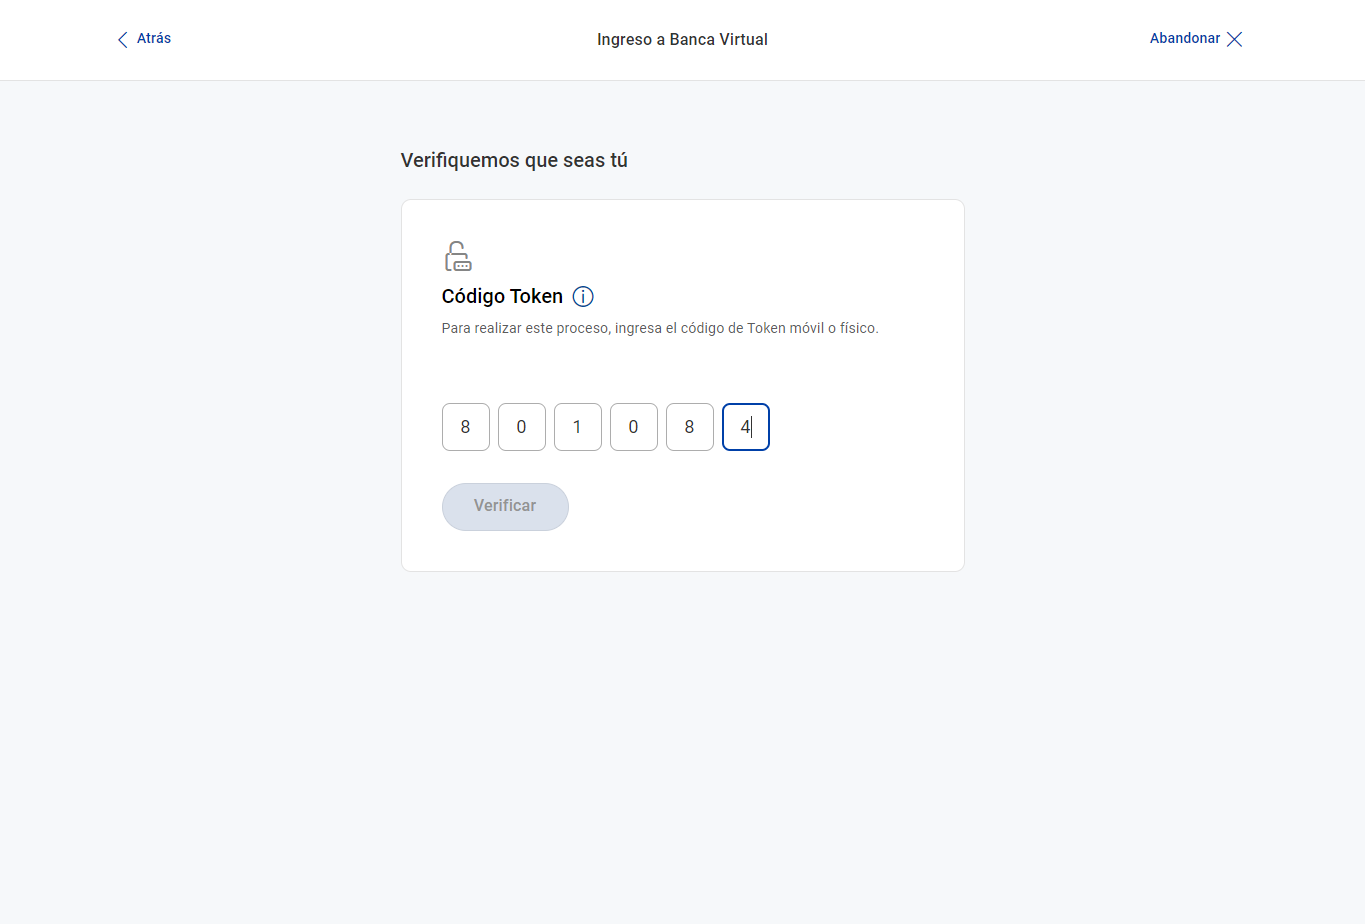 Atrás
Ingreso a Banca Virtual
Abandonar
Verifiquemos que seas tú
Código Token
Para realizar este proceso, ingresa el código de Token móvil o físico.
8 0 1 0 8 4
Verificar